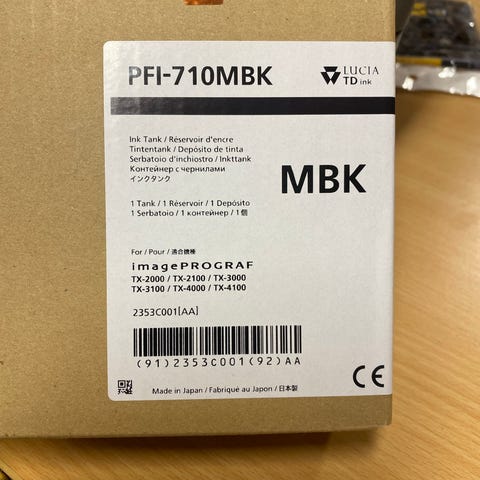 PFI-710MBK
LUCIA
TD ink
Ink Tank / Réservoir d'encre
Tintentank / Depósito de tinta
Serbatoio d'inchiostro / Inkttank
Контейнер с чернилами
インクタンク
MBK
1 Tank / 1 Réservoir / 1 Depósito
1 Serbatoio / 1 контейнер / 1個
For / Pour / 適合機種
imagePROGRAF
TX-2000 / TX-2100 / TX-3000
TX-3100 / TX-4000 / TX-4100
2353C001[AA]
(91)2353C001(92)AA
Made in Japan / Fabriqué au Japon / 日本製
CE